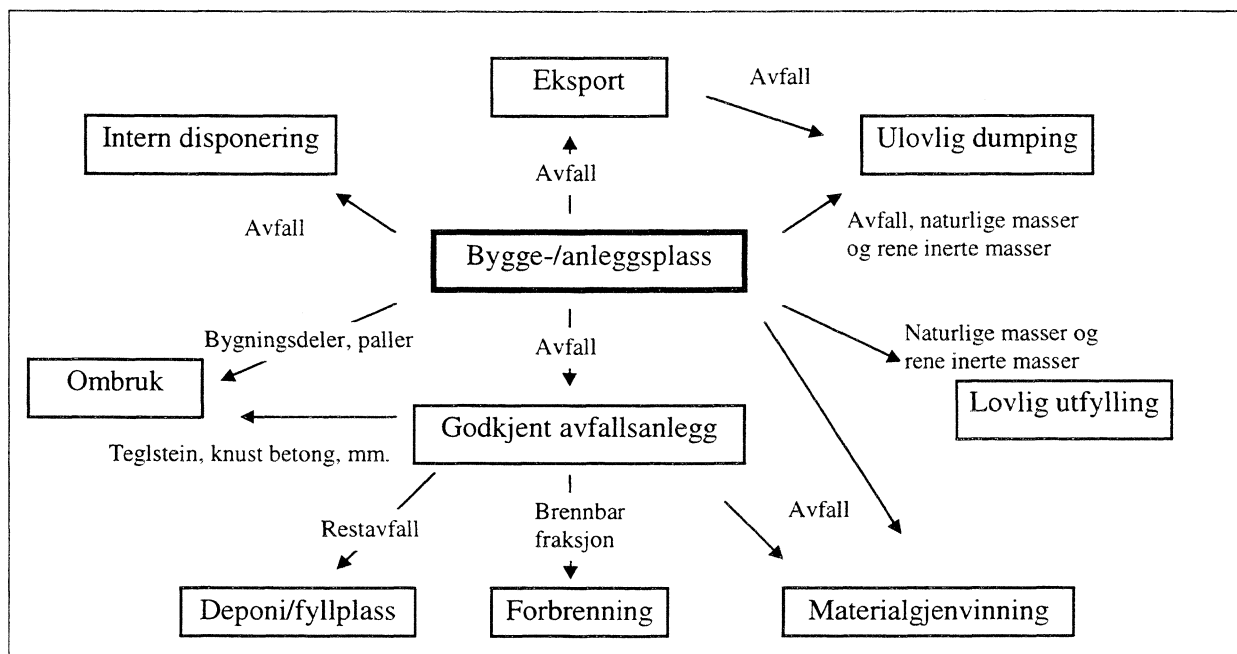 Eksport
Avfall
Intern disponering
Ulovlig dumping
Avfall
Avfall
Avfall, naturlige masser
og rene inerte masser
Bygge-/anleggsplass
Bygningsdeler, paller
Avfall
Naturlige masser og
rene inerte masser
Ombruk
Lovlig utfylling
Godkjent avfallsanlegg
Teglstein, knust betong, mm.
Restavfall
Brennbar
fraksjon
Avfall
Deponi/fyllplass
Forbrenning
Materialgjenvinning